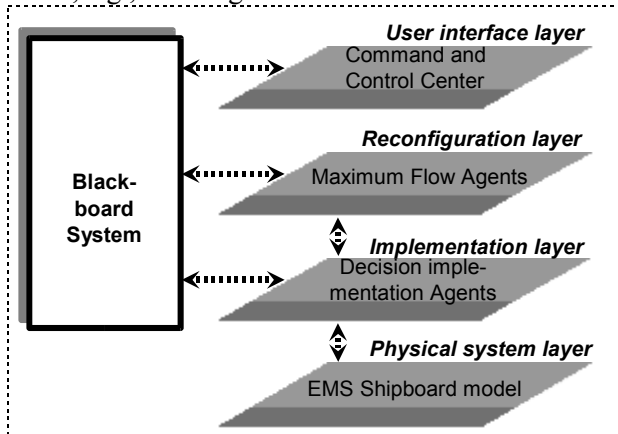 User interface layer
Command and
Control Center
Reconfiguration layer
Maximum Flow Agents
Black-
board
System
Implementation layer
Decision imple-
mentation Agents
Physical system layer
EMS Shipboard model